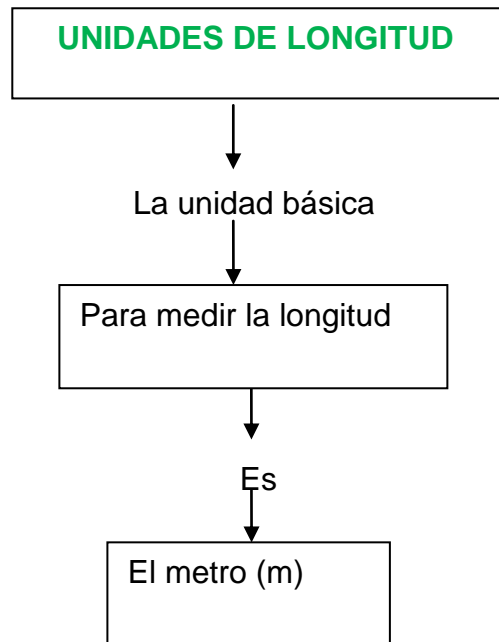 UNIDADES DE LONGITUD
La unidad básica
Para medir la longitud
Es
El metro (m)